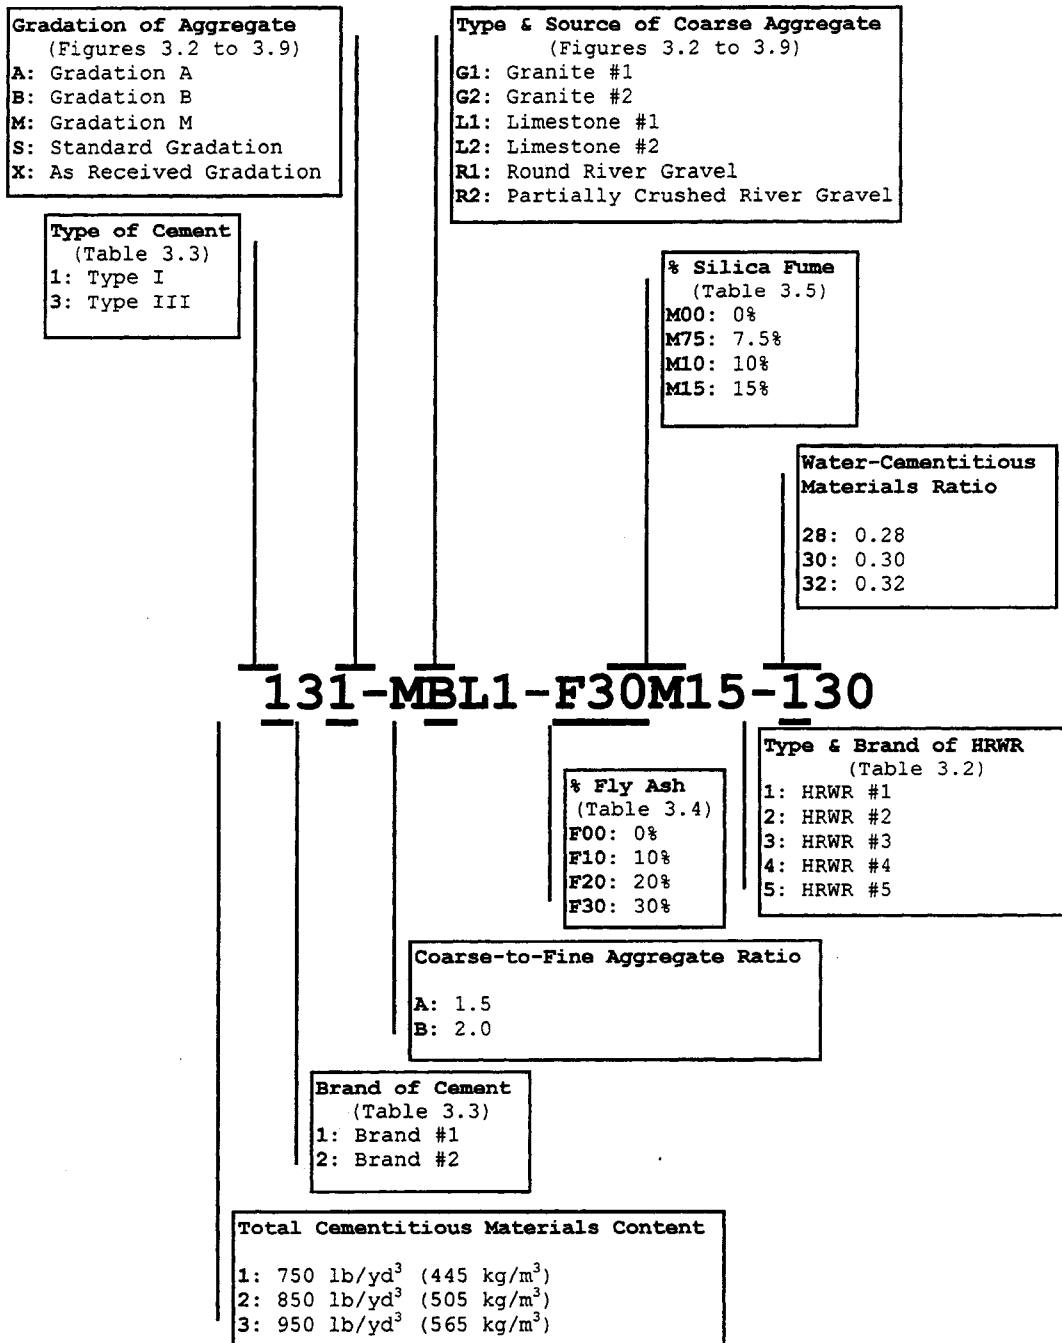 Gradation of Aggregate
(Figures 3.2 to 3.9)
A: Gradation A
B: Gradation B
M: Gradation M
S: Standard Gradation
X: As Received Gradation
Type & Source of Coarse Aggregate
(Figures 3.2 to 3.9)
G1: Granite #1
G2: Granite #2
L1: Limestone #1
L2: Limestone #2
R1: Round River Gravel
R2: Partially Crushed River Gravel
Type of Cement
(Table 3.3)
1: Type I
3: Type III
% Silica Fume
(Table 3.5)
M00: 0%
M75: 7.5%
M10: 10%
M15: 15%
Water-Cementitious
Materials Ratio
28: 0.28
30: 0.30
32: 0.32
131-MBL1-F30M15-130
Type & Brand of HRWR
(Table 3.2)
1: HRWR #1
2: HRWR #2
3: HRWR #3
4: HRWR #4
5: HRWR #5
% Fly Ash
(Table 3.4)
F00: 0%
F10: 10%
F20: 20%
F30: 30%
Coarse-to-Fine Aggregate Ratio
A: 1.5
B: 2.0
Brand of Cement
(Table 3.3)
1: Brand #1
2: Brand #2
Total Cementitious Materials Content
1: 750 lb/yd³ (445 kg/m³)
2: 850 lb/yd³ (505 kg/m³)
3: 950 lb/yd³ (565 kg/m³)